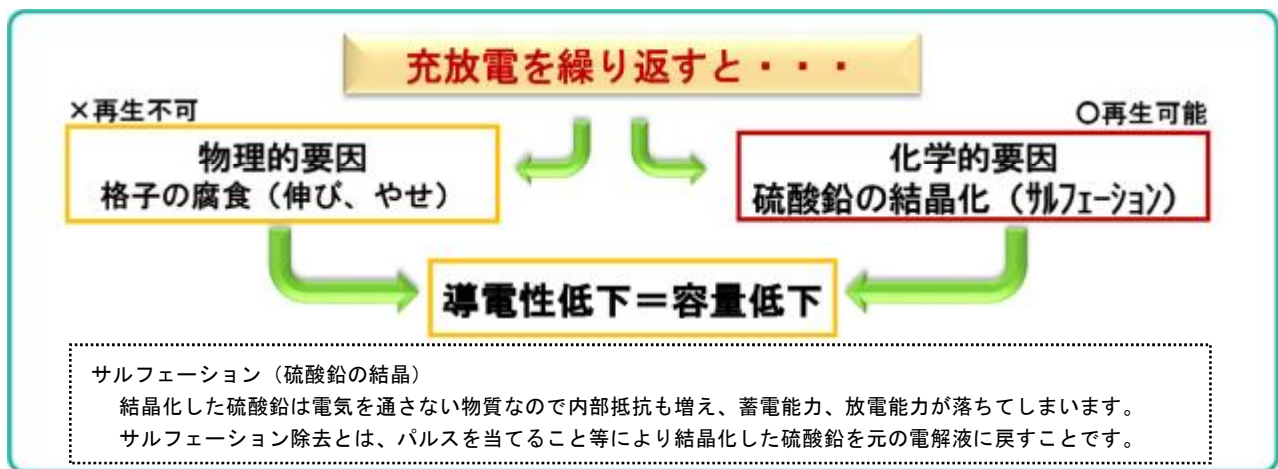 充放電を繰り返すと・・・
×再生不可
物理的要因
格子の腐食（伸び、やせ）
○再生可能
化学的要因
硫酸鉛の結晶化（ｻﾙﾌｪｰｼｮﾝ）
導電性低下＝容量低下
サルフェーション（硫酸鉛の結晶）
結晶化した硫酸鉛は電気を通さない物質なので内部抵抗も増え、蓄電能力、放電能力が落ちてしまいます。
サルフェーション除去とは、パルスを当てること等により結晶化した硫酸鉛を元の電解液に戻すことです。